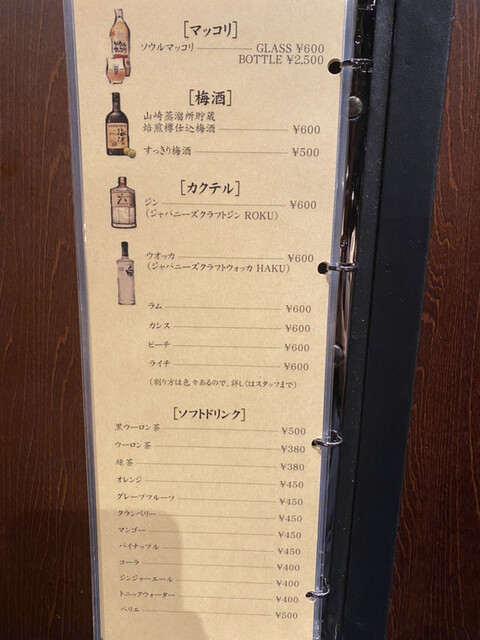 [マッコリ]
ソウルマッコリ GLASS ¥600
BOTTLE ¥2,500
[梅酒]
山崎蒸溜所貯蔵
焙煎樽仕込梅酒 ¥600
すっきり梅酒 ¥500
[カクテル]
ジン ¥600
(ジャパニーズクラフトジン ROKU)
ウオッカ ¥600
(ジャパニーズクラフトウォッカ HAKU)
ラム ¥600
カシス ¥600
ピーチ ¥600
ライチ ¥600
(割り方は色々あるので、詳しくはスタッフまで)
[ソフトドリンク]
黒ウーロン茶 ¥500
ウーロン茶 ¥380
緑茶 ¥380
オレンジ ¥450
グレープフルーツ ¥450
クランベリー ¥450
マンゴー ¥450
パイナップル ¥450
コーラ ¥400
ジンジャーエール ¥400
トニックウォーター ¥400
ペリエ ¥500